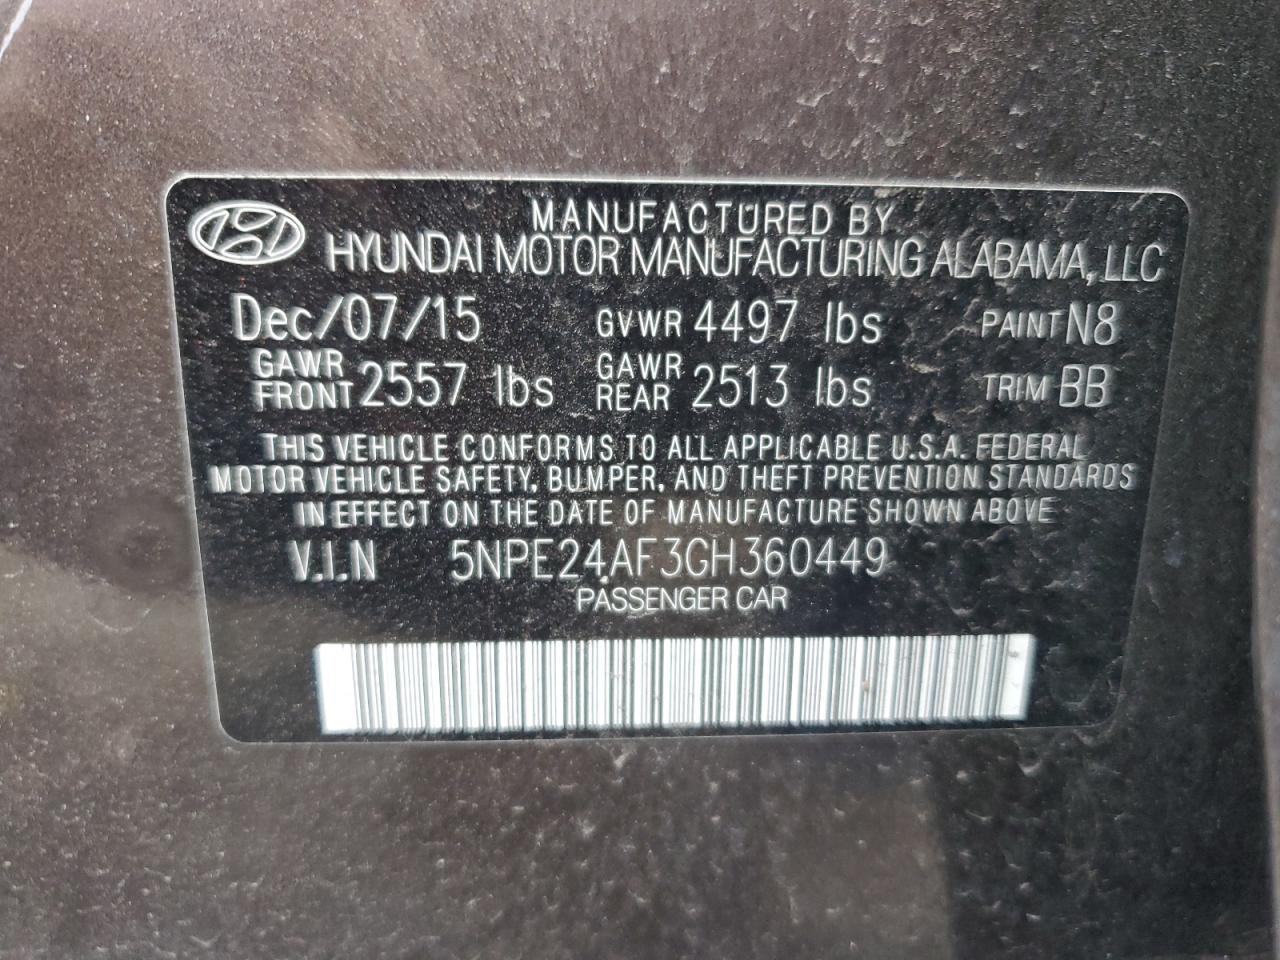 MANUFACTURED BY
HYUNDAI MOTOR MANUFACTURING ALABAMA, LLC
Dec/07/15 GVWR 4497 lbs PAINT N8
GAWR FRONT 2557 lbs GAWR REAR 2513 lbs TRIM BB
THIS VEHICLE CONFORMS TO ALL APPLICABLE U.S.A. FEDERAL
MOTOR VEHICLE SAFETY, BUMPER, AND THEFT PREVENTION STANDARDS
IN EFFECT ON THE DATE OF MANUFACTURE SHOWN ABOVE
V.I.N 5NPE24AF3GH360449
PASSENGER CAR